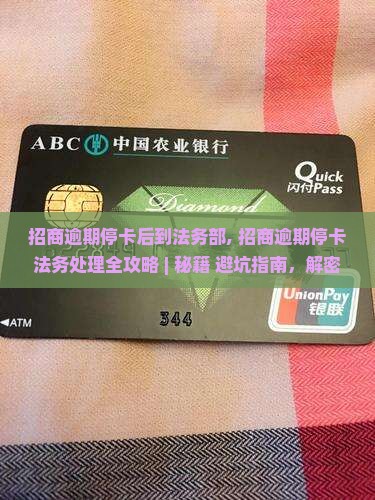 ABC 中国农业银行
Quick
闪付Pass
Diamond
招商逾期停卡后到法务部, 招商逾期停卡
法务处理全攻略 | 秘籍 避坑指南，解密
◀ATM
344
UnionPay
银联